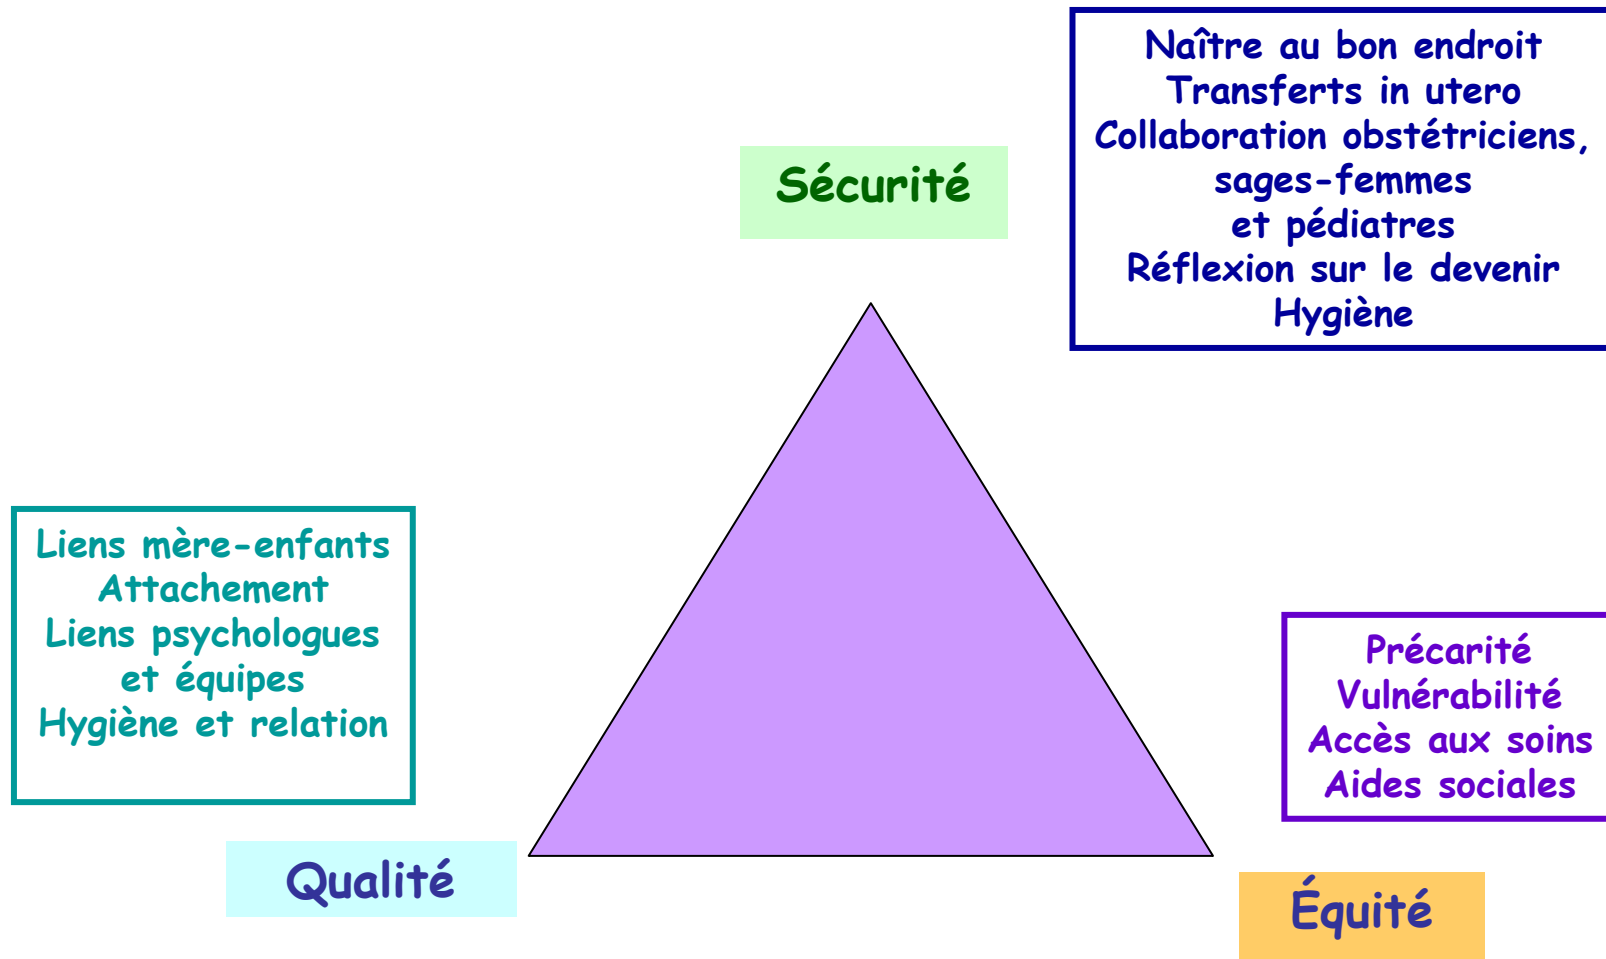 Naître au bon endroit
Transferts in utero
Collaboration obstétriciens,
sages-femmes
et pédiatres
Réflexion sur le devenir
Hygiène
Sécurité
Liens mère-enfants
Attachement
Liens psychologues
et équipes
Hygiène et relation
Précarité
Vulnérabilité
Accès aux soins
Aides sociales
Qualité
Équité